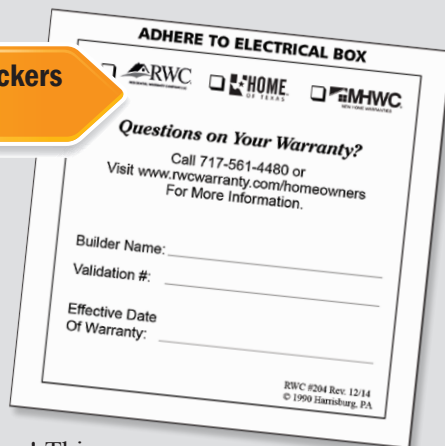 ckers
ADHERE TO ELECTRICAL BOX
RWC HOME OF TEXAS MHWC
Questions on Your Warranty?
Call 717-561-4480 or
Visit www.rwcwarranty.com/homeowners
For More Information.
Builder Name:
Validation #:
Effective Date
Of Warranty:
RWC #204 Rev. 12/14
© 1990 Harrisburg, PA
! This